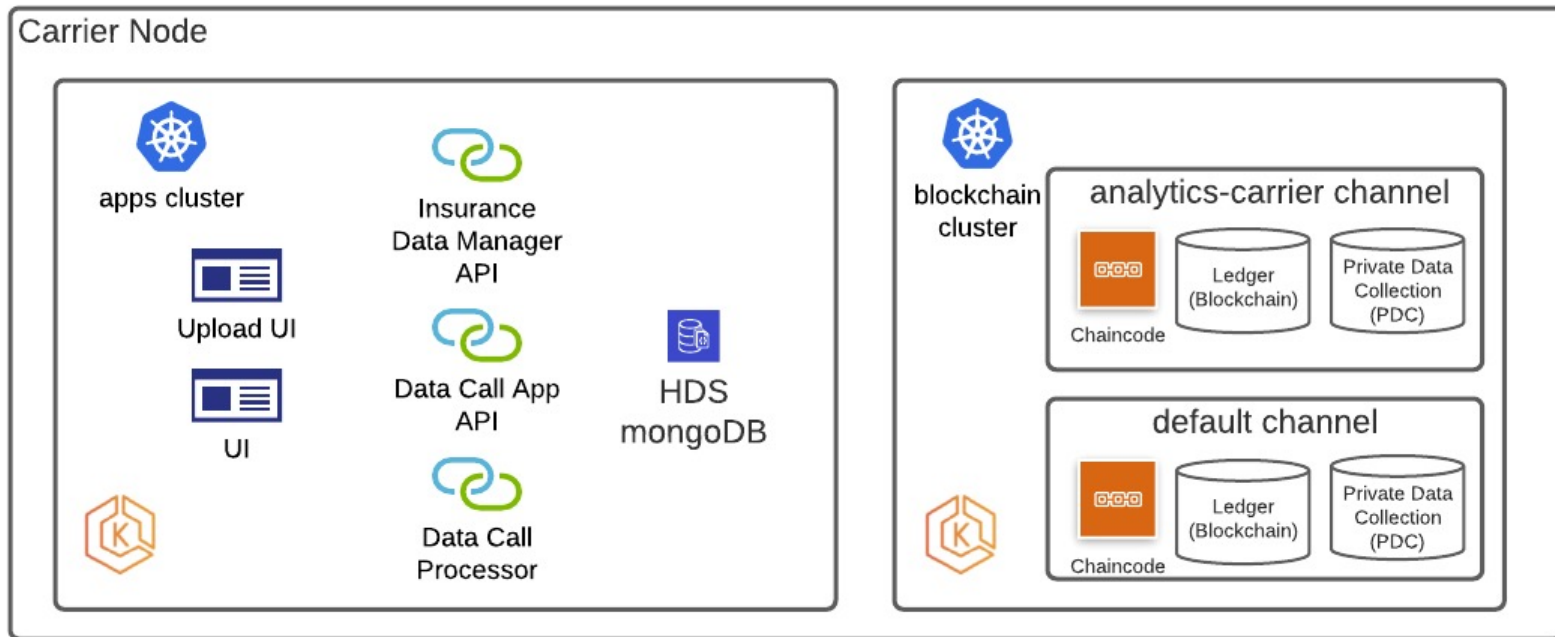 Carrier Node
apps cluster
Upload UI
UI
Insurance
Data Manager
API
Data Call App
API
Data Call
Processor
HDS
mongoDB
K
blockchain
cluster
analytics-carrier channel
Chaincode
Ledger
(Blockchain)
Private Data
Collection
(PDC)
default channel
Chaincode
Ledger
(Blockchain)
Private Data
Collection
(PDC)
K